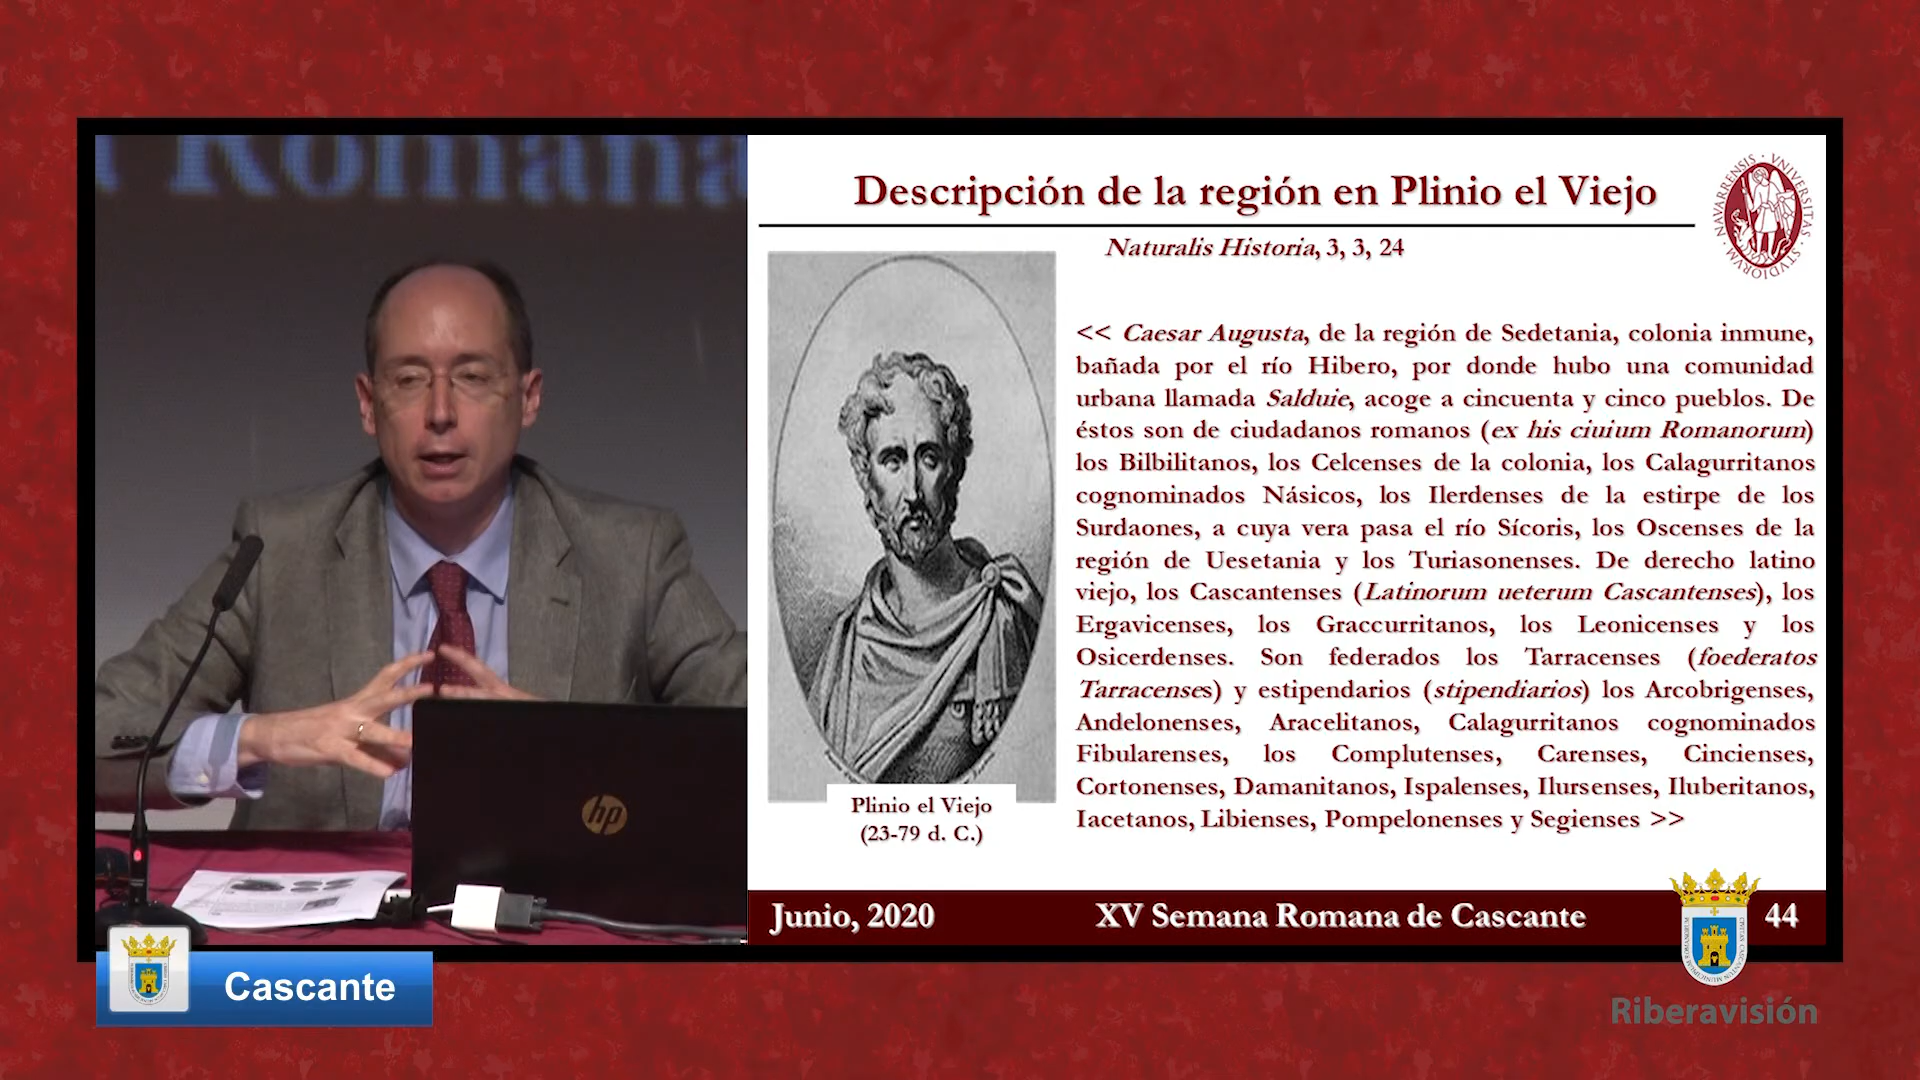 a Romana
Descripción de la región en Plinio el Viejo
Naturalis Historia, 3, 3, 24
NAVARRENSIS · VNIVERSITAS · STVDIORVM
<< Caesar Augusta, de la región de Sedetania, colonia inmune,
bañada por el río Hibero, por donde hubo una comunidad
urbana llamada Salduie, acoge a cincuenta y cinco pueblos. De
éstos son de ciudadanos romanos (ex his ciuium Romanorum)
los Bilbilitanos, los Celcenses de la colonia, los Calagurritanos
cognominados Násicos, los Ilerdenses de la estirpe de los
Surdaones, a cuya vera pasa el río Sícoris, los Oscenses de la
región de Uesetania y los Turiasonenses. De derecho latino
viejo, los Cascantenses (Latinorum ueterum Cascantenses), los
Ergavicenses, los Graccurritanos, los Leonicenses y los
Osicerdenses. Son federados los Tarracenses (foederatos
Tarracenses) y estipendarios (stipendiarios) los Arcobrigenses,
Andelonenses, Aracelitanos, Calagurritanos cognominados
Fibularenses, los Complutenses, Carenses, Cincienses,
Cortonenses, Damanitanos, Ispalenses, Ilursenses, Iluberitanos,
Iacetanos, Libienses, Pompelonenses y Segienses >>
Plinio el Viejo
(23-79 d. C.)
hp
Junio, 2020
XV Semana Romana de Cascante
44
Cascante
Riberavisión